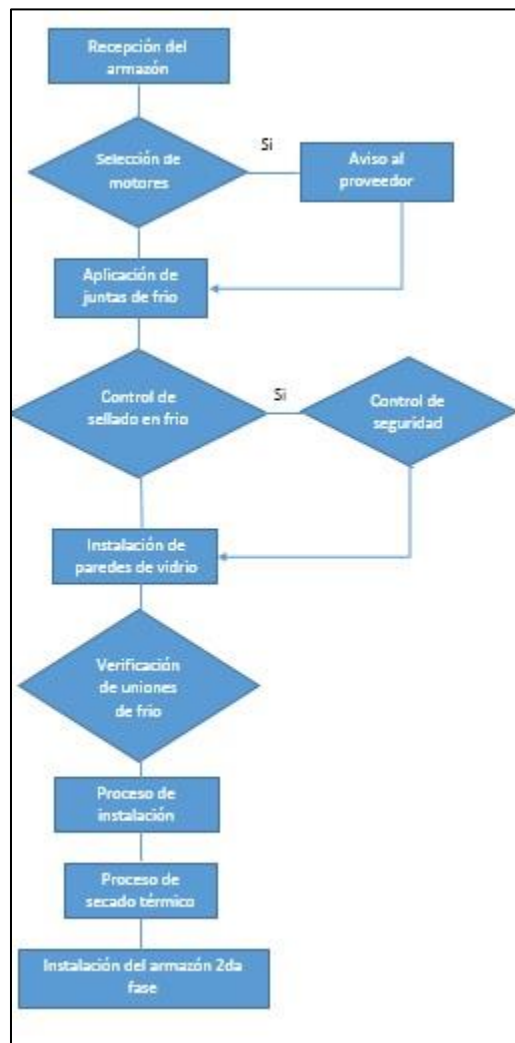 Recepción del
armazón
Selección de
motores
Si
Aviso al
proveedor
Aplicación de
juntas de frio
Control de
sellado en frio
Si
Control de
seguridad
Instalación de
paredes de vidrio
Verificación
de uniones
de frio
Proceso de
instalación
Proceso de
secado térmico
Instalación del armazón 2da
fase